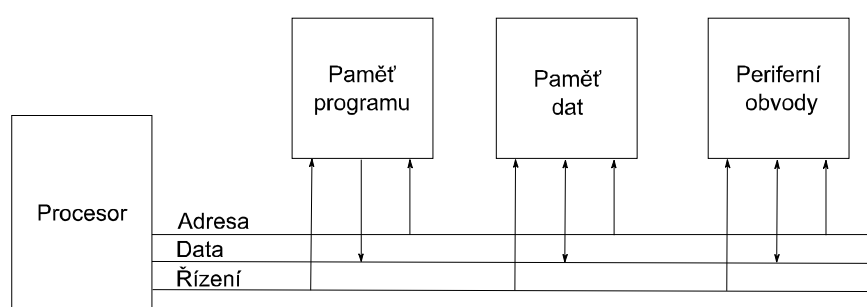 Paměť
programu
Paměť
dat
Periferní
obvody
Procesor
Adresa
Data
Řízení